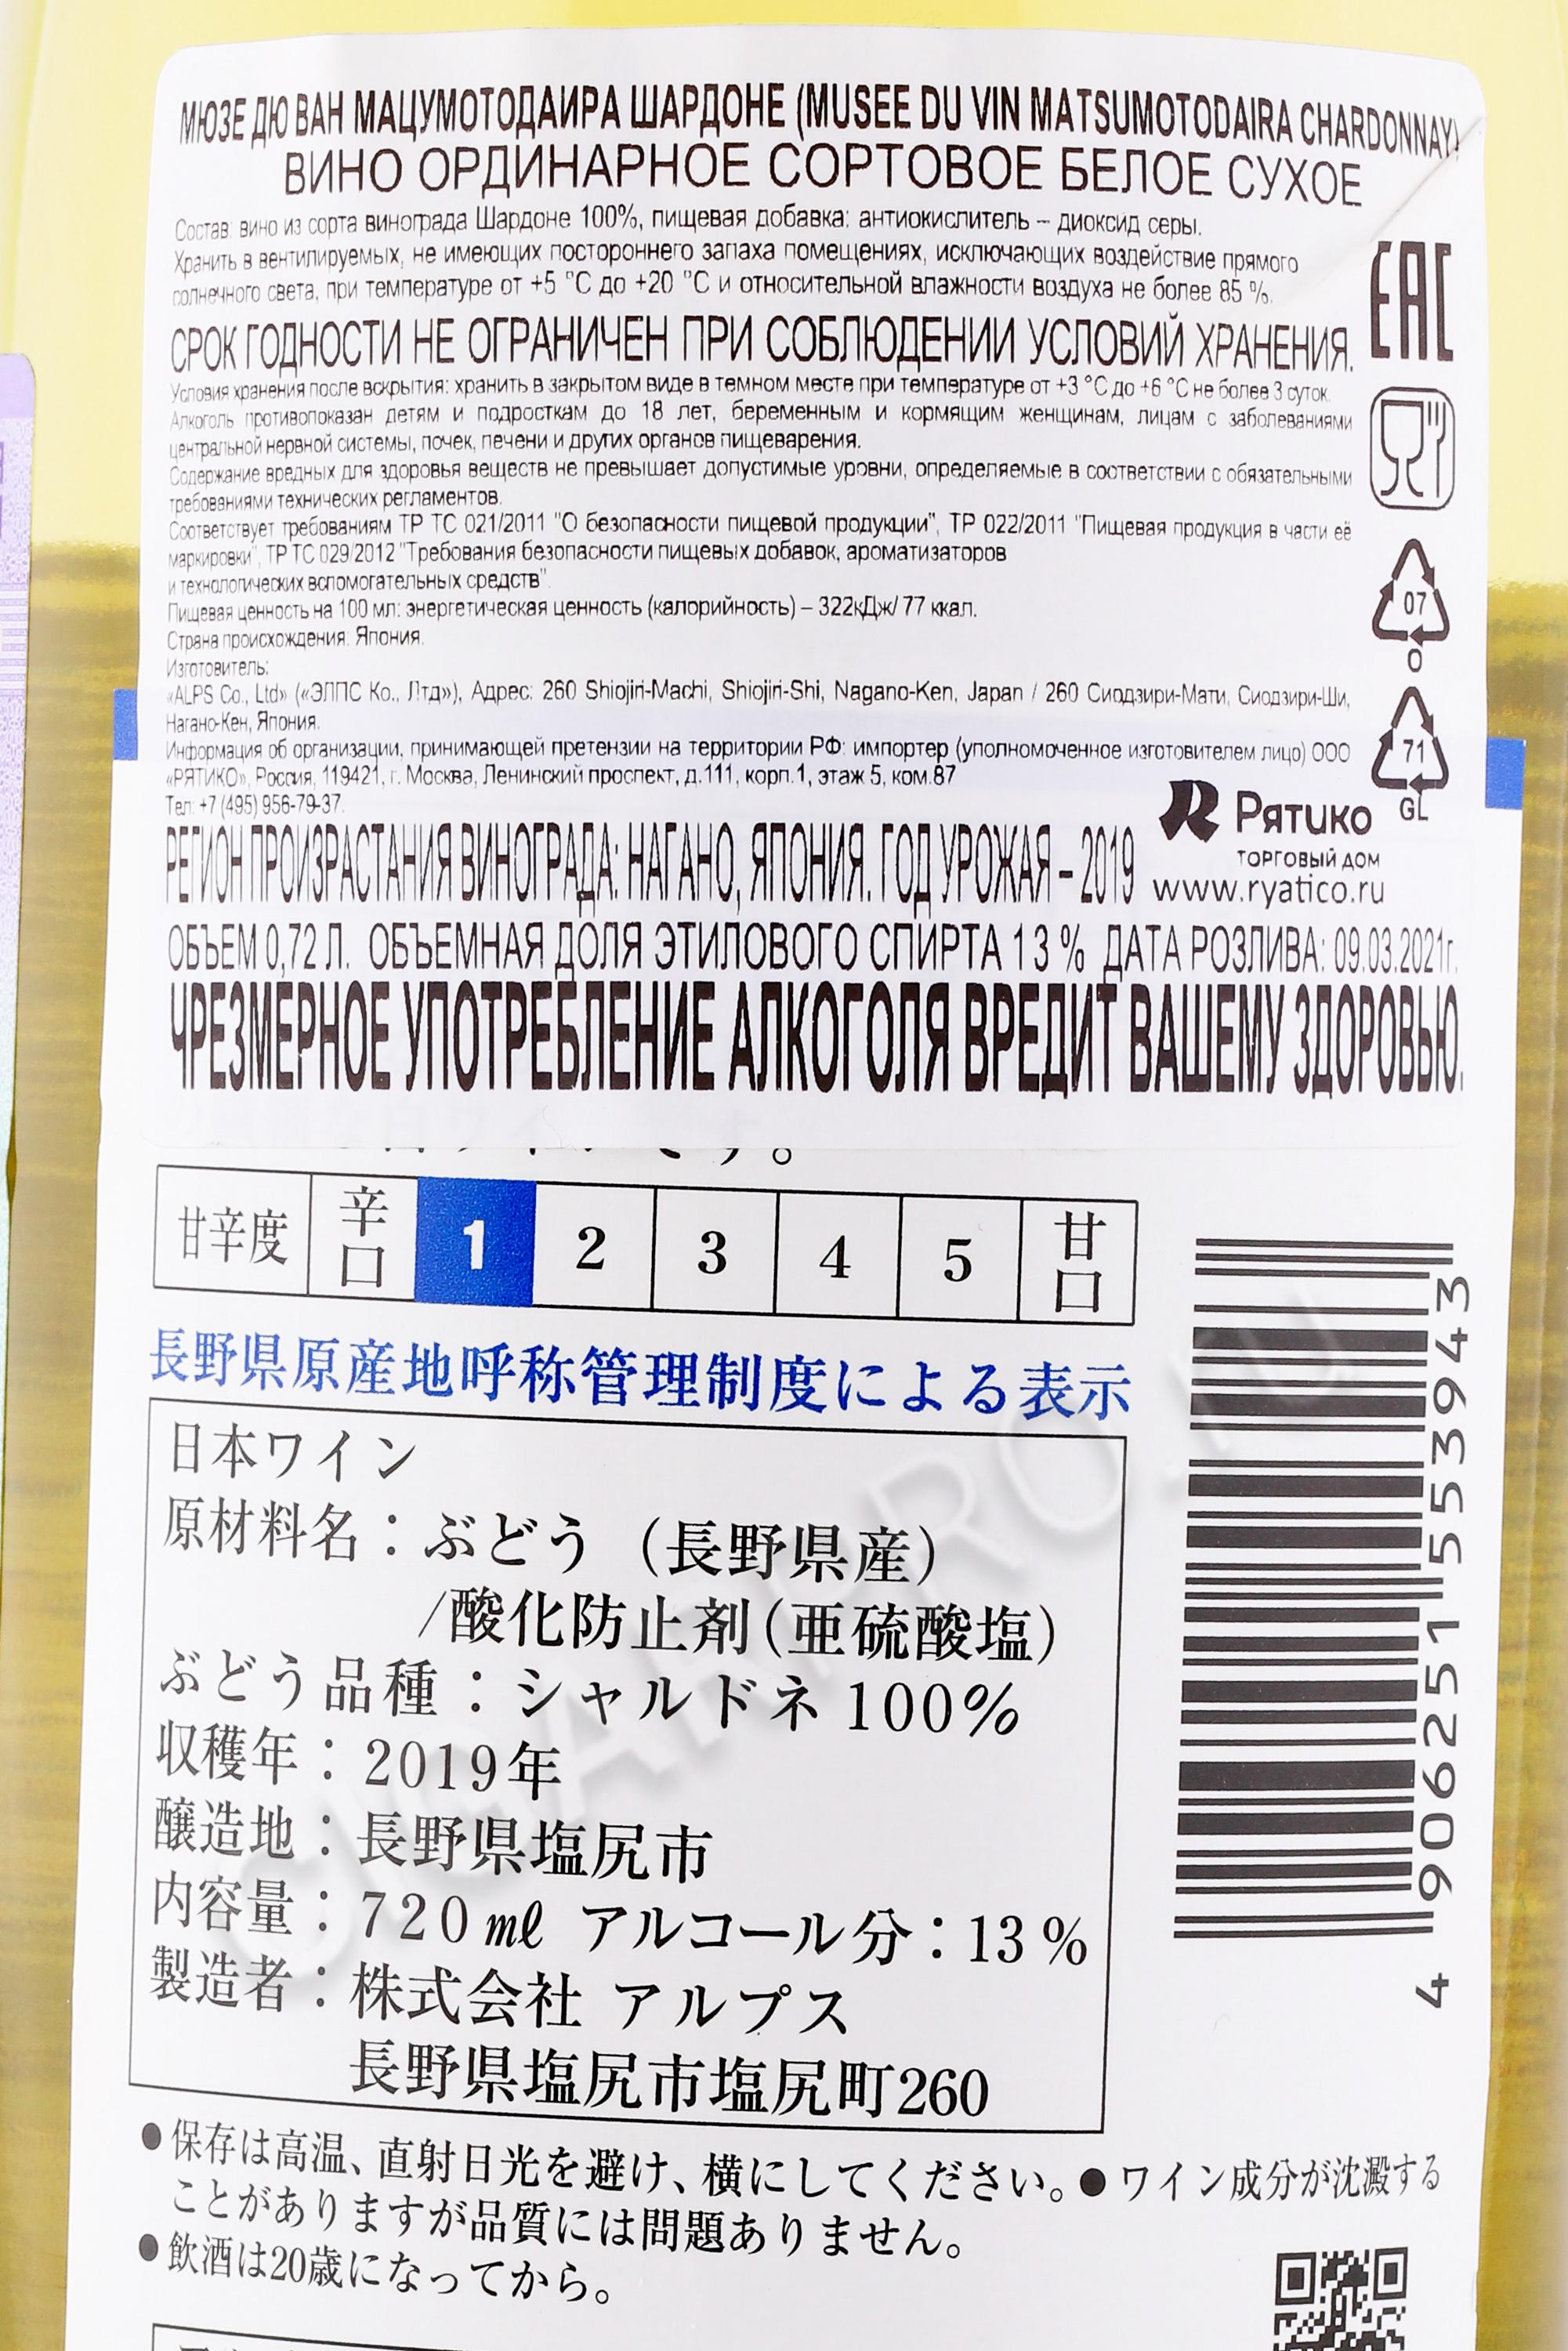 МЮЗЕ ДЮ ВАН МАЦУМОТОДАИРА ШАРДОНЕ (MUSEE DU VIN MATSUMOTODAIRA CHARDONNAY)
ВИНО ОРДИНАРНОЕ СОРТОВОЕ БЕЛОЕ СУХОЕ
Состав: вино из сорта винограда Шардоне 100%, пищевая добавка: антиокислитель – диоксид серы.
Хранить в вентилируемых, не имеющих постороннего запаха помещениях, исключающих воздействие прямого
солнечного света, при температуре от +5 °С до +20 °С и относительной влажности воздуха не более 85 %.
СРОК ГОДНОСТИ НЕ ОГРАНИЧЕН ПРИ СОБЛЮДЕНИИ УСЛОВИЙ ХРАНЕНИЯ.
EAC
Условия хранения после вскрытия: хранить в закрытом виде в темном месте при температуре от +3 °С до +6 °С не более 3 суток.
Алкоголь противопоказан детям и подросткам до 18 лет, беременным и кормящим женщинам, лицам с заболеваниями
центральной нервной системы, почек, печени и других органов пищеварения.
Содержание вредных для здоровья веществ не превышает допустимые уровни, определяемые в соответствии с обязательными
требованиями технических регламентов.
Соответствует требованиям ТР ТС 021/2011 "О безопасности пищевой продукции", ТР 022/2011 "Пищевая продукция в части её
маркировки", ТР ТС 029/2012 "Требования безопасности пищевых добавок, ароматизаторов
и технологических вспомогательных средств".
Пищевая ценность на 100 мл: энергетическая ценность (калорийность) – 322кДж/ 77 ккал.
Страна происхождения: Япония.
Изготовитель:
«ALPS Co., Ltd» («ЭЛПС Ко., Лтд»), Адрес: 260 Shiojiri-Machi, Shiojiri-Shi, Nagano-Ken, Japan / 260 Сиодзири-Мати, Сиодзири-Ши,
Нагано-Кен, Япония.
Информация об организации, принимающей претензии на территории РФ: импортер (уполномоченное изготовителем лицо) ООО
«РЯТИКО», Россия, 119421, г. Москва, Ленинский проспект, д.111, корп.1, этаж 5, ком.87
Тел: +7 (495) 956-79-37.
07
O
71
GL
R Рятико
ТОРГОВЫЙ ДОМ
www.ryatico.ru
РЕГИОН ПРОИЗРАСТАНИЯ ВИНОГРАДА: НАГАНО, ЯПОНИЯ. ГОД УРОЖАЯ – 2019
ОБЪЕМ 0,72 Л. ОБЪЕМНАЯ ДОЛЯ ЭТИЛОВОГО СПИРТА 13 % ДАТА РОЗЛИВА: 09.03.2021г.
ЧРЕЗМЕРНОЕ УПОТРЕБЛЕНИЕ АЛКОГОЛЯ ВРЕДИТ ВАШЕМУ ЗДОРОВЬЮ.
甘辛度 辛口 1 2 3 4 5 甘口
長野県原産地呼称管理制度による表示
日本ワイン
原材料名：ぶどう（長野県産）
/酸化防止剤(亜硫酸塩)
ぶどう品種：シャルドネ100%
収穫年：2019年
醸造地：長野県塩尻市
内容量：720mℓ アルコール分：13%
製造者：株式会社 アルプス
長野県塩尻市塩尻町260
●保存は高温、直射日光を避け、横にしてください。●ワイン成分が沈澱する
ことがありますが品質には問題ありません。
●飲酒は20歳になってから。
4 906251 553943
CIGARPRO.ru